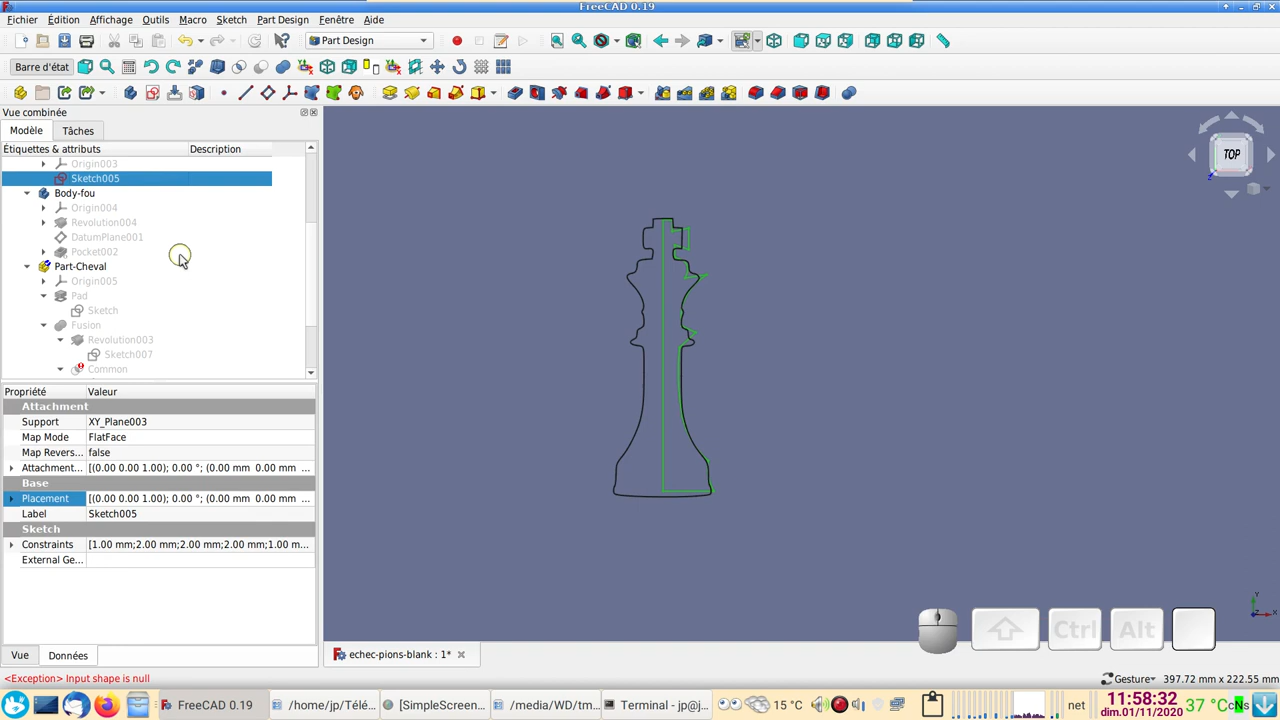 FreeCAD 0.19
Fichier Édition Affichage Outils Macro Sketch Part Design Fenêtre Aide
Part Design
Barre d'état
Vue combinée
Modèle Tâches
Étiquettes & attributs Description
Origin003
Sketch005
Body-fou
Origin004
Revolution004
DatumPlane001
Pocket002
Part-Cheval
Origin005
Pad
Sketch
Fusion
Revolution003
Sketch007
Common
Propriété Valeur
Attachment
Support XY_Plane003
Map Mode FlatFace
Map Revers... false
Attachment... [(0.00 0.00 1.00); 0.00 °; (0.00 mm 0.00 mm ...
Base
Placement [(0.00 0.00 1.00); 0.00 °; (0.00 mm 0.00 mm ...
Label Sketch005
Sketch
Constraints [1.00 mm;2.00 mm;2.00 mm;2.00 mm;1.00 m...
External Ge...
Vue Données
TOP
Y
Z
X
Ctrl Alt
echec-pions-blank : 1*
<Exception> Input shape is null
Gesture 397.72 mm x 222.55 mm
FreeCAD 0.19 /home/jp/Télé... [SimpleScreen... /media/WD/tm... Terminal - jp@j... 15 °C net 11:58:32 37 °C
dim.01/11/2020